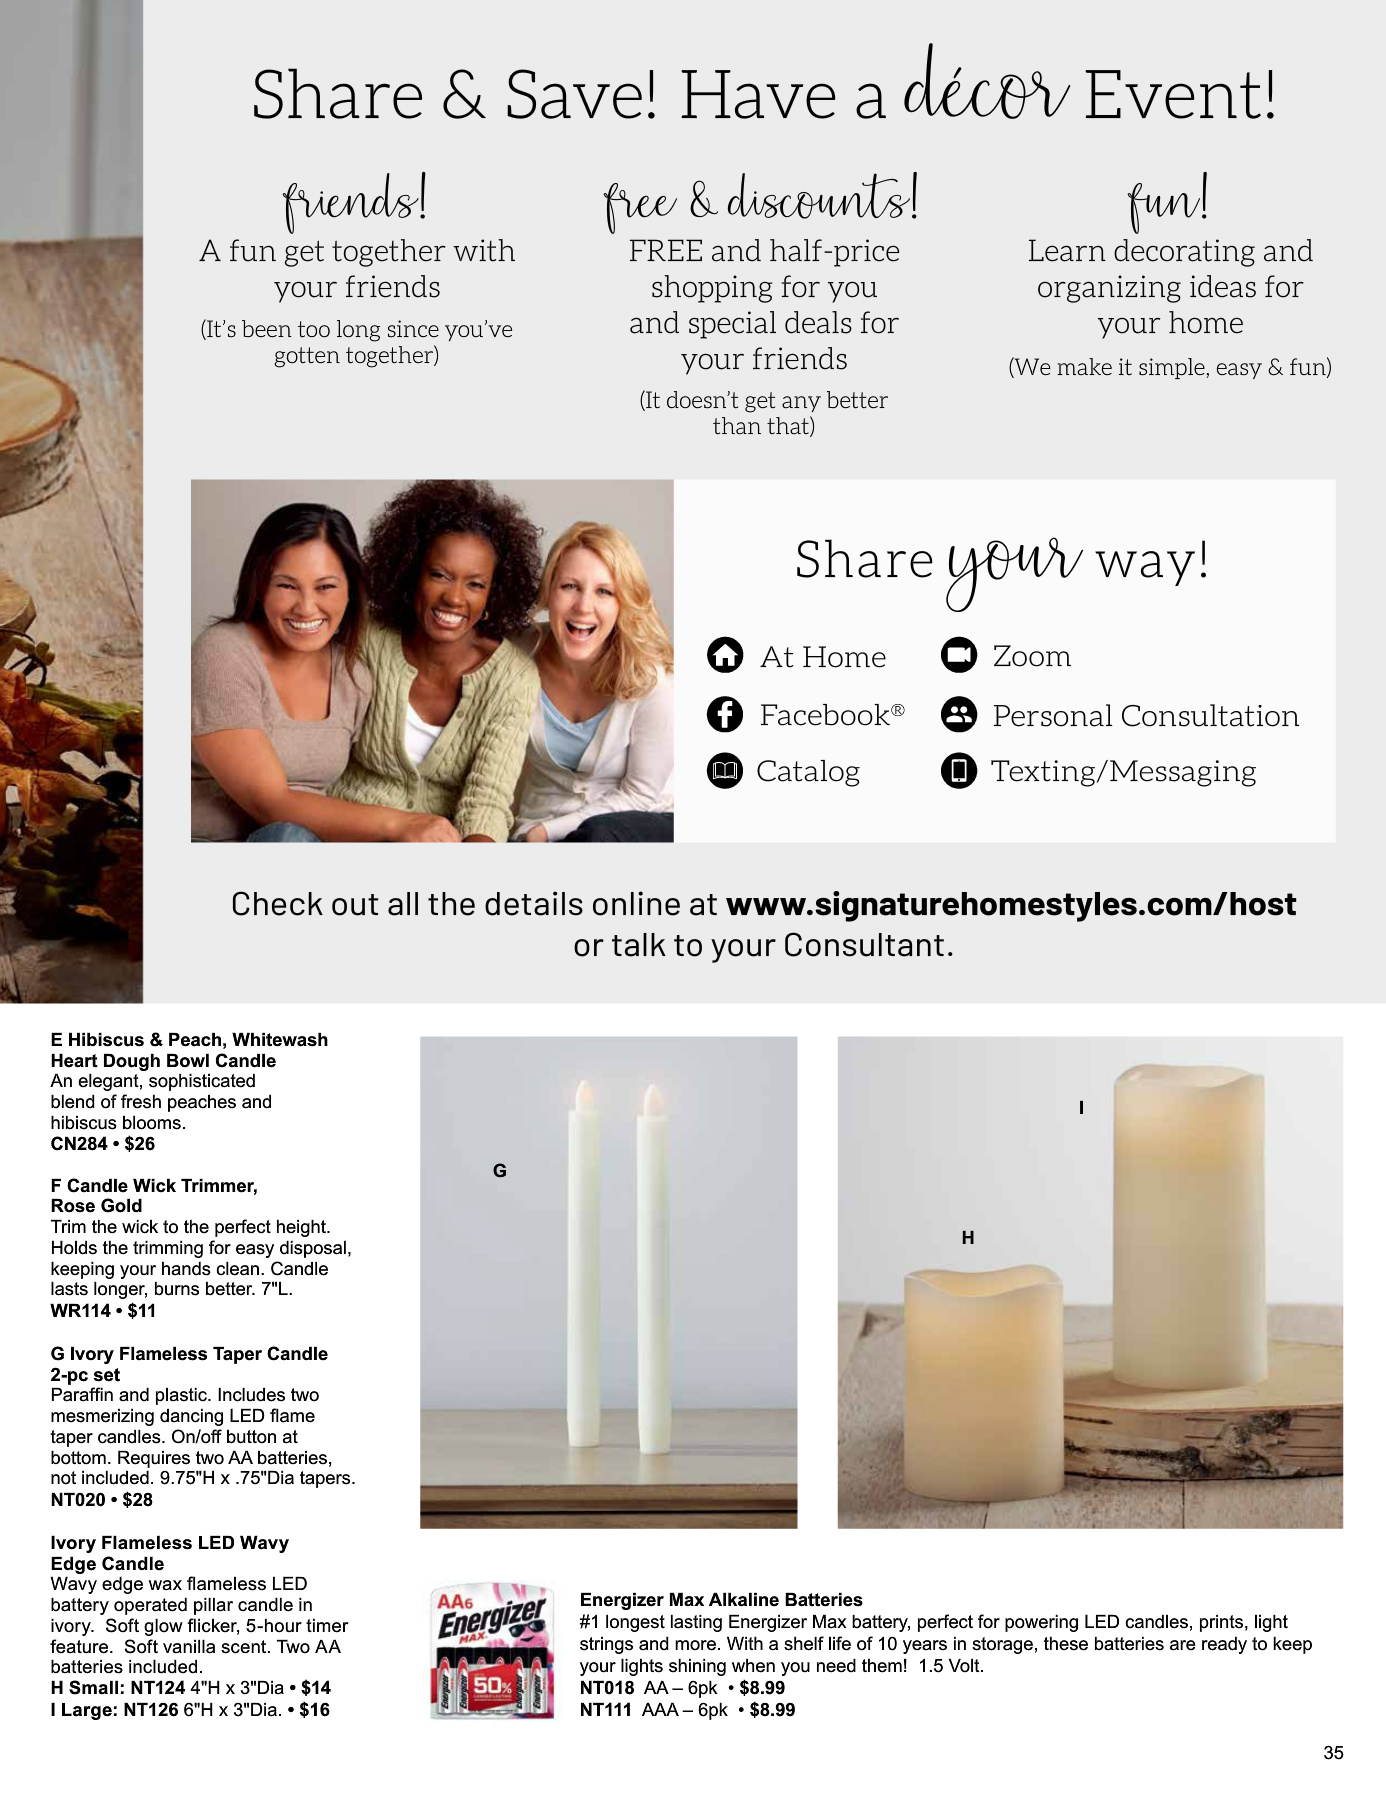 Share & Save! Have a décor Event!
friends!
A fun get together with
your friends
(It's been too long since you've
gotten together)
free & discounts!
FREE and half-price
shopping for you
and special deals for
your friends
(It doesn't get any better
than that)
fun!
Learn decorating and
organizing ideas for
your home
(We make it simple, easy & fun)
Share your way!
At Home
Zoom
Facebook®
Personal Consultation
Catalog
Texting/Messaging
Check out all the details online at www.signaturehomestyles.com/host
or talk to your Consultant.
E Hibiscus & Peach, Whitewash
Heart Dough Bowl Candle
An elegant, sophisticated
blend of fresh peaches and
hibiscus blooms.
CN284 • $26
F Candle Wick Trimmer,
Rose Gold
Trim the wick to the perfect height.
Holds the trimming for easy disposal,
keeping your hands clean. Candle
lasts longer, burns better. 7"L.
WR114 • $11
G Ivory Flameless Taper Candle
2-pc set
Paraffin and plastic. Includes two
mesmerizing dancing LED flame
taper candles. On/off button at
bottom. Requires two AA batteries,
not included. 9.75"H x .75"Dia tapers.
NT020 • $28
Ivory Flameless LED Wavy
Edge Candle
Wavy edge wax flameless LED
battery operated pillar candle in
ivory. Soft glow flicker, 5-hour timer
feature. Soft vanilla scent. Two AA
batteries included.
H Small: NT124 4"H x 3"Dia • $14
I Large: NT126 6"H x 3"Dia. • $16
G
H
I
AA6
Energizer
MAX
50%
Energizer Max Alkaline Batteries
#1 longest lasting Energizer Max battery, perfect for powering LED candles, prints, light
strings and more. With a shelf life of 10 years in storage, these batteries are ready to keep
your lights shining when you need them! 1.5 Volt.
NT018 AA – 6pk • $8.99
NT111 AAA – 6pk • $8.99
35